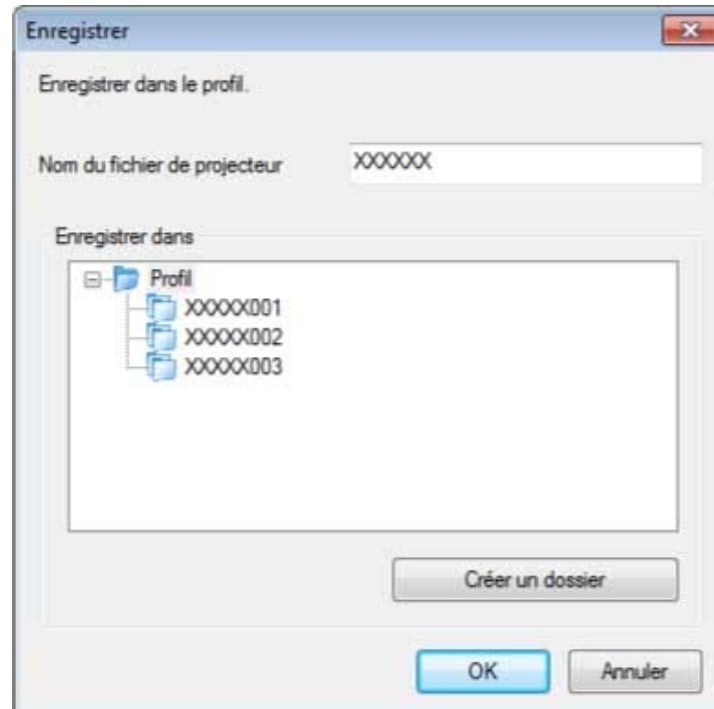 Enregistrer
Enregistrer dans le profil.
Nom du fichier de projecteur XXXXXX
Enregistrer dans
Profil
XXXXX001
XXXXX002
XXXXX003
Créer un dossier
OK Annuler